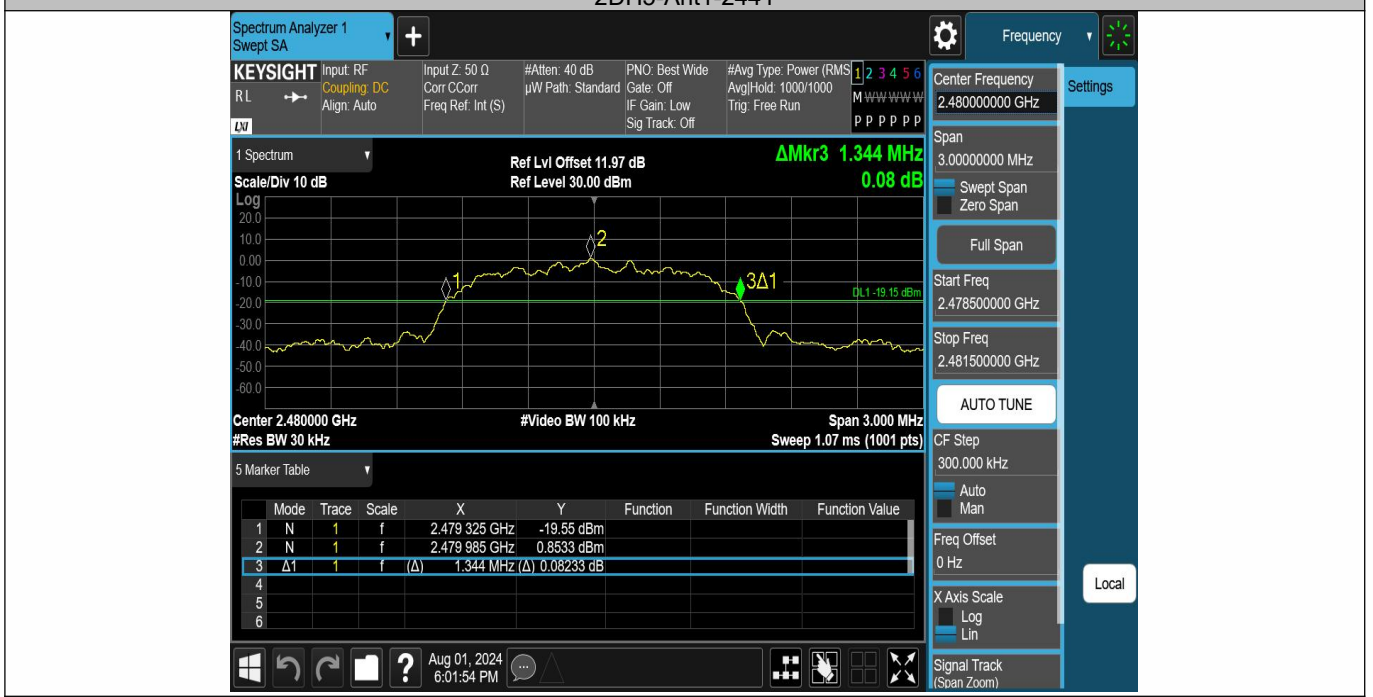 2DH5-Ant1-2441
Spectrum Analyzer 1
Swept SA
+
Frequency
KEYSIGHT
RL
LXI
Input: RF
Coupling: DC
Align: Auto
Input Z: 50 Ω
Corr CCorr
Freq Ref: Int (S)
#Atten: 40 dB
µW Path: Standard
PNO: Best Wide
Gate: Off
IF Gain: Low
Sig Track: Off
#Avg Type: Power (RMS
Avg|Hold: 1000/1000
Trig: Free Run
1 2 3 4 5 6
M W W W W W
P P P P P P
1 Spectrum
Scale/Div 10 dB
Ref Lvl Offset 11.97 dB
Ref Level 30.00 dBm
ΔMkr3 1.344 MHz
0.08 dB
Log
20.0
10.0
0.00
-10.0
-20.0
-30.0
-40.0
-50.0
-60.0
1
2
3Δ1
DL1 -19.15 dBm
Center 2.480000 GHz
#Video BW 100 kHz
Span 3.000 MHz
#Res BW 30 kHz
Sweep 1.07 ms (1001 pts)
5 Marker Table
Mode Trace Scale X Y Function Function Width Function Value
1 N 1 f 2.479 325 GHz -19.55 dBm
2 N 1 f 2.479 985 GHz 0.8533 dBm
3 Δ1 1 f (Δ) 1.344 MHz (Δ) 0.08233 dB
4
5
6
?
Aug 01, 2024
6:01:54 PM
Center Frequency
2.480000000 GHz
Settings
Span
3.00000000 MHz
Swept Span
Zero Span
Full Span
Start Freq
2.478500000 GHz
Stop Freq
2.481500000 GHz
AUTO TUNE
CF Step
300.000 kHz
Auto
Man
Freq Offset
0 Hz
Local
X Axis Scale
Log
Lin
Signal Track
(Span Zoom)